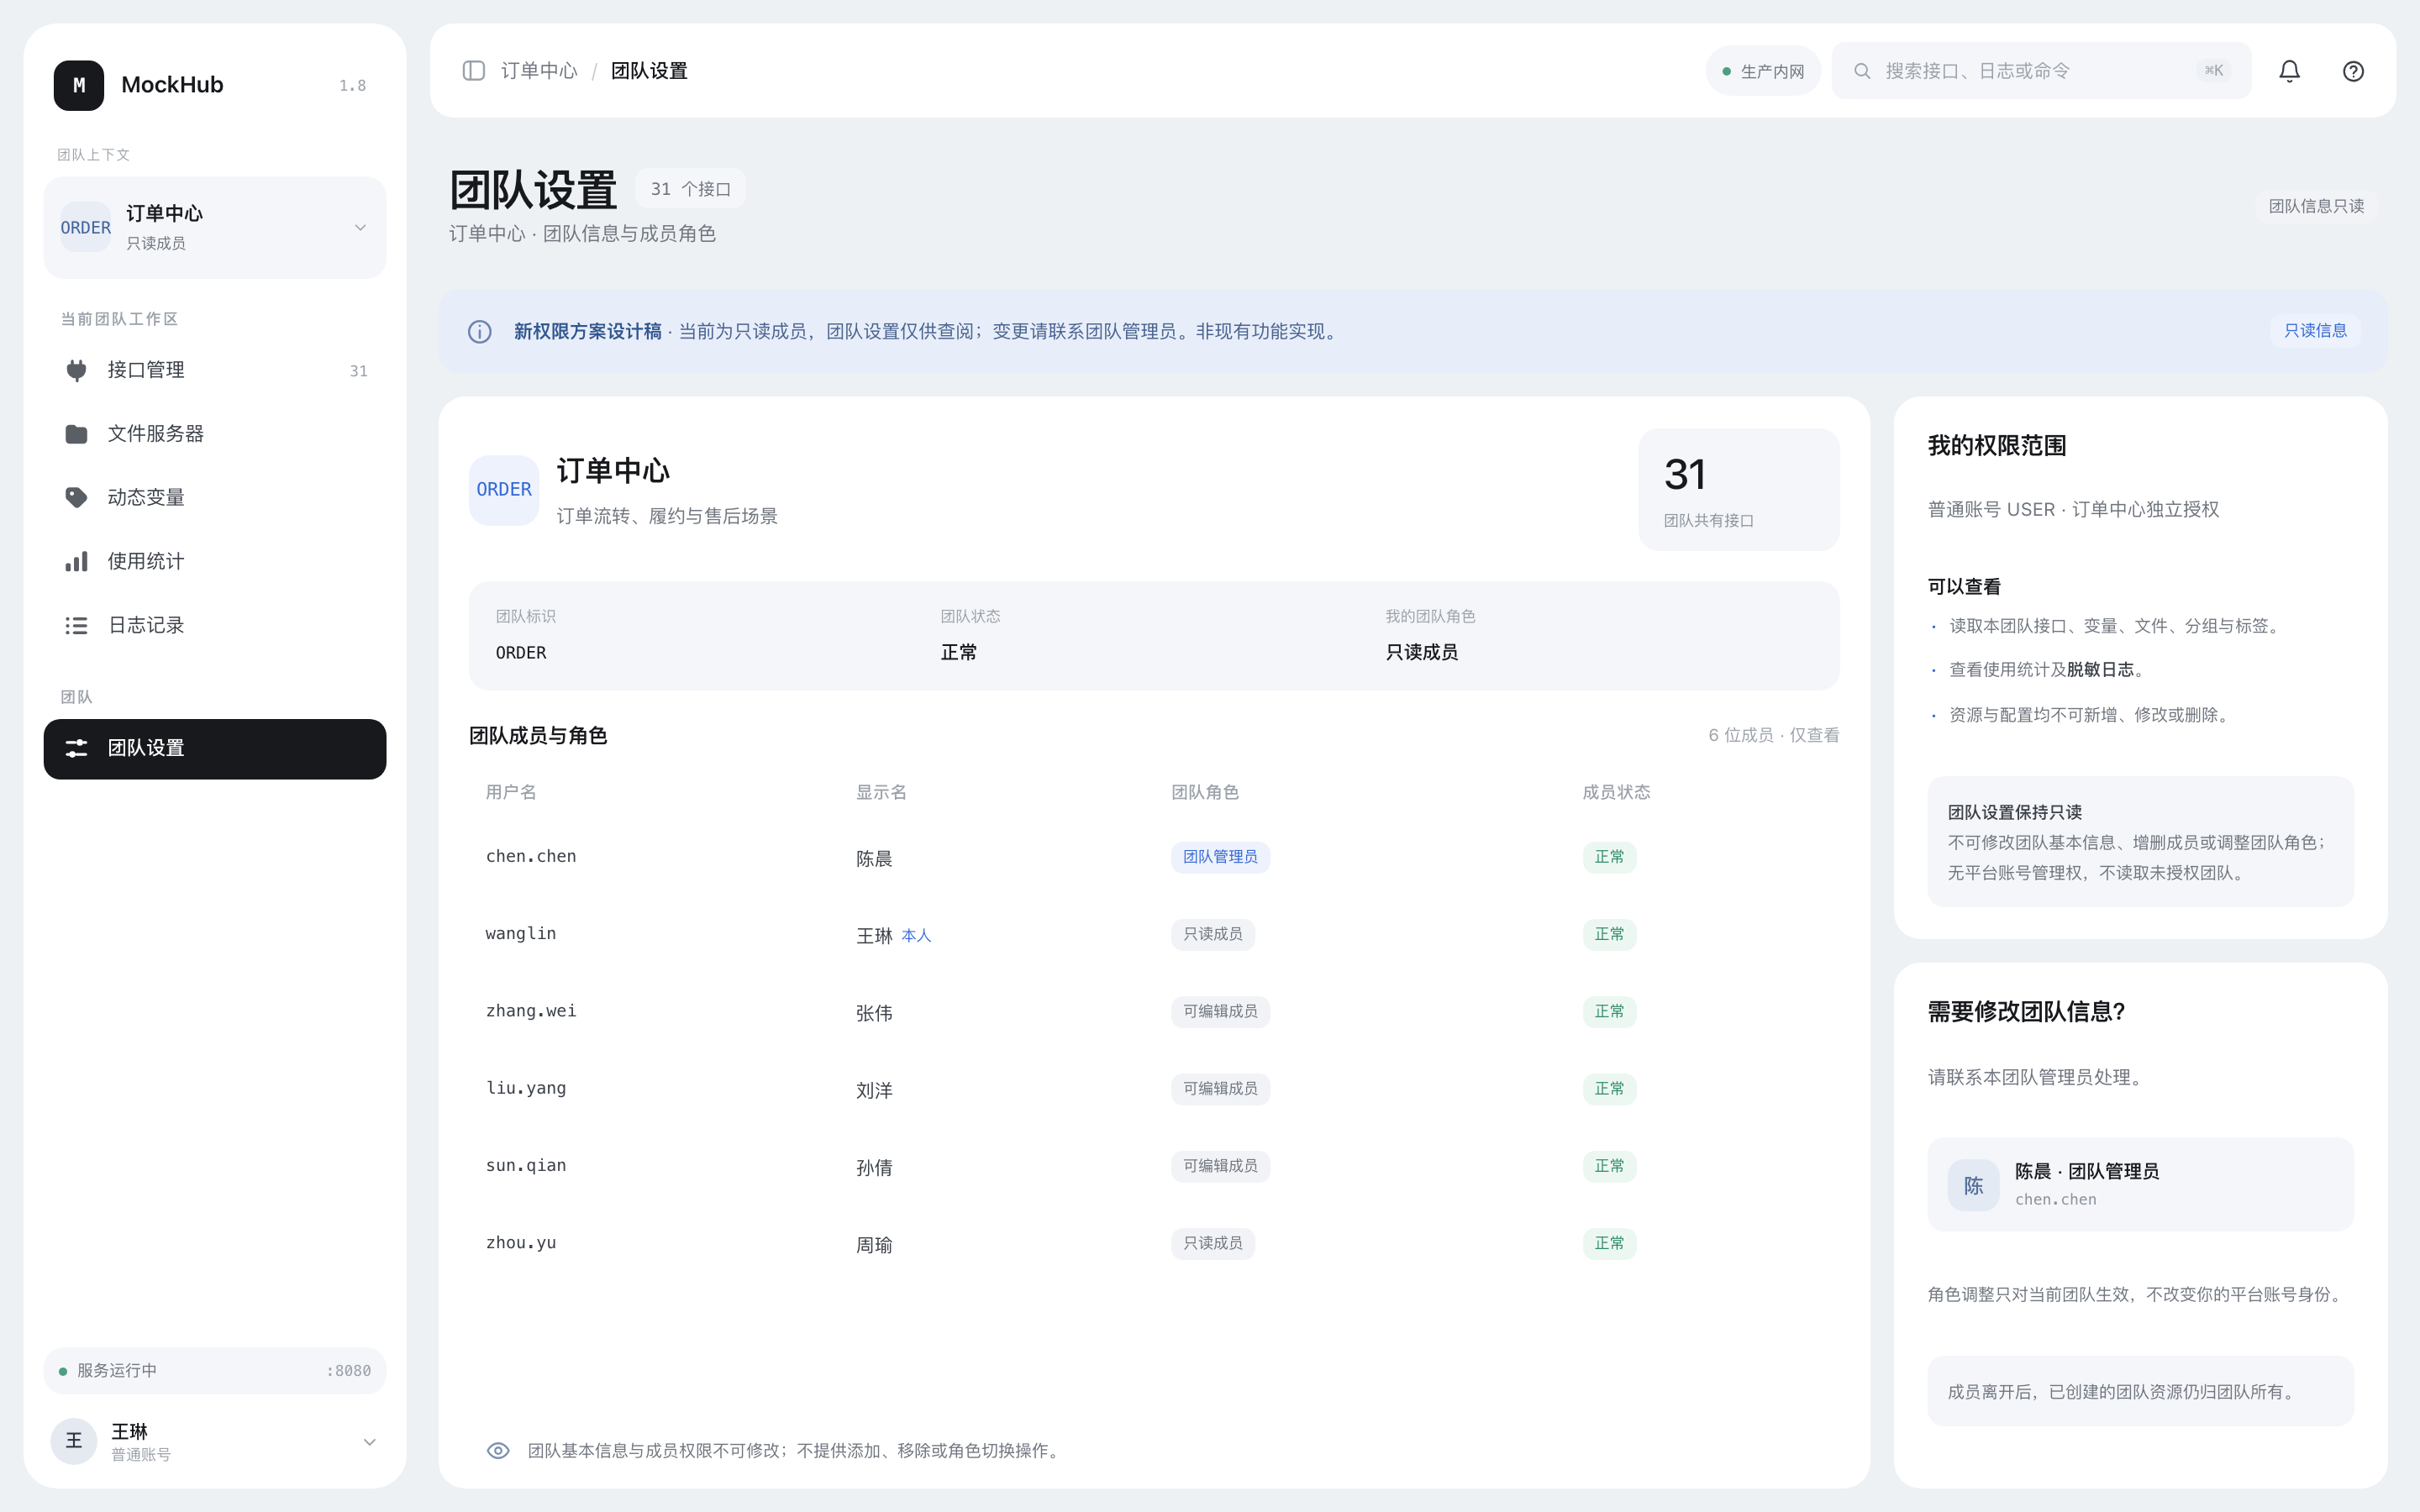 M MockHub 1.8
团队上下文
ORDER 订单中心
只读成员
当前团队工作区
接口管理 31
文件服务器
动态变量
使用统计
日志记录
团队
团队设置
服务运行中 :8080
王 王琳
普通账号
订单中心 / 团队设置
生产内网
搜索接口、日志或命令 ⌘K
团队设置 31 个接口
订单中心 · 团队信息与成员角色
团队信息只读
新权限方案设计稿 · 当前为只读成员，团队设置仅供查阅；变更请联系团队管理员。非现有功能实现。
只读信息
ORDER 订单中心
订单流转、履约与售后场景
31
团队共有接口
团队标识 团队状态 我的团队角色
ORDER 正常 只读成员
团队成员与角色 6 位成员 · 仅查看
用户名 显示名 团队角色 成员状态
chen.chen 陈晨 团队管理员 正常
wanglin 王琳 本人 只读成员 正常
zhang.wei 张伟 可编辑成员 正常
liu.yang 刘洋 可编辑成员 正常
sun.qian 孙倩 可编辑成员 正常
zhou.yu 周瑜 只读成员 正常
团队基本信息与成员权限不可修改；不提供添加、移除或角色切换操作。
我的权限范围
普通账号 USER · 订单中心独立授权
可以查看
· 读取本团队接口、变量、文件、分组与标签。
· 查看使用统计及脱敏日志。
· 资源与配置均不可新增、修改或删除。
团队设置保持只读
不可修改团队基本信息、增删成员或调整团队角色；
无平台账号管理权，不读取未授权团队。
需要修改团队信息?
请联系本团队管理员处理。
陈 陈晨 · 团队管理员
chen.chen
角色调整只对当前团队生效，不改变你的平台账号身份。
成员离开后，已创建的团队资源仍归团队所有。